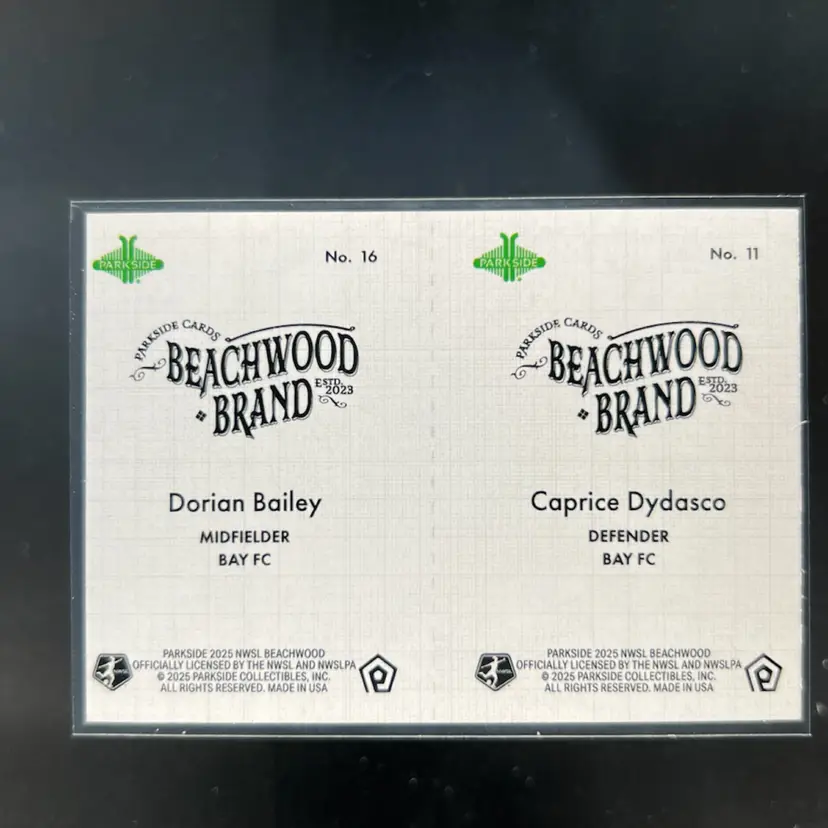 PARKSIDE
No. 16
PARKSIDE CARDS
BEACHWOOD
ESTD. 2023
BRAND
Dorian Bailey
MIDFIELDER
BAY FC
PARKSIDE 2025 NWSL BEACHWOOD
OFFICIALLY LICENSED BY THE NWSL AND NWSLPA
© 2025 PARKSIDE COLLECTIBLES, INC.
ALL RIGHTS RESERVED. MADE IN USA
NWSL
PARKSIDE
No. 11
PARKSIDE CARDS
BEACHWOOD
ESTD. 2023
BRAND
Caprice Dydasco
DEFENDER
BAY FC
PARKSIDE 2025 NWSL BEACHWOOD
OFFICIALLY LICENSED BY THE NWSL AND NWSLPA
© 2025 PARKSIDE COLLECTIBLES, INC.
ALL RIGHTS RESERVED. MADE IN USA
NWSL